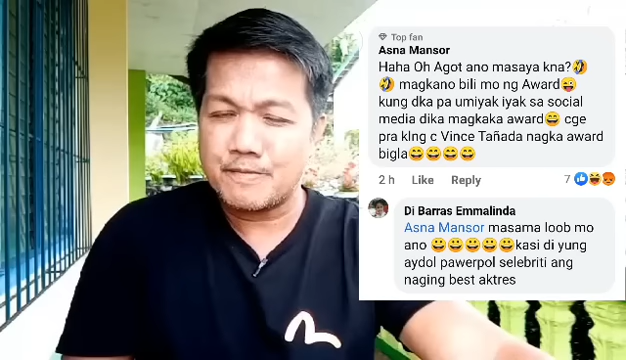 Top fan
Asna Mansor
Haha Oh Agot ano masaya kna?🤣
🤣 magkano bili mo ng Award😜
kung dka pa umiyak iyak sa social
media dika magkaka award😄 cge
pra klng c Vince Tañada nagka award
bigla😄😄😄😄
2 h Like Reply 7
Di Barras Emmalinda
Asna Mansor masama loob mo
ano 😀😀😀😀😀kasi di yung
aydol pawerpol selebriti ang
naging best aktres